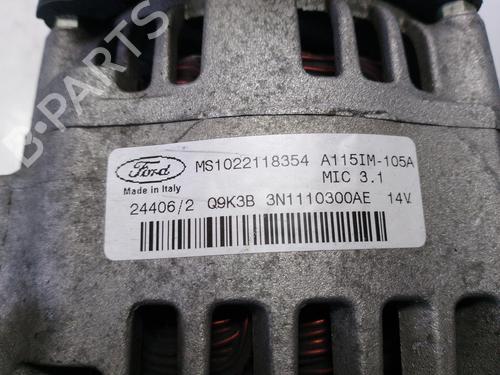 B-PARTS
Ford
MS1022118354 A115IM-105A
Made in Italy
MIC 3.1
24406/2 Q9K3B 3N1110300AE 14V